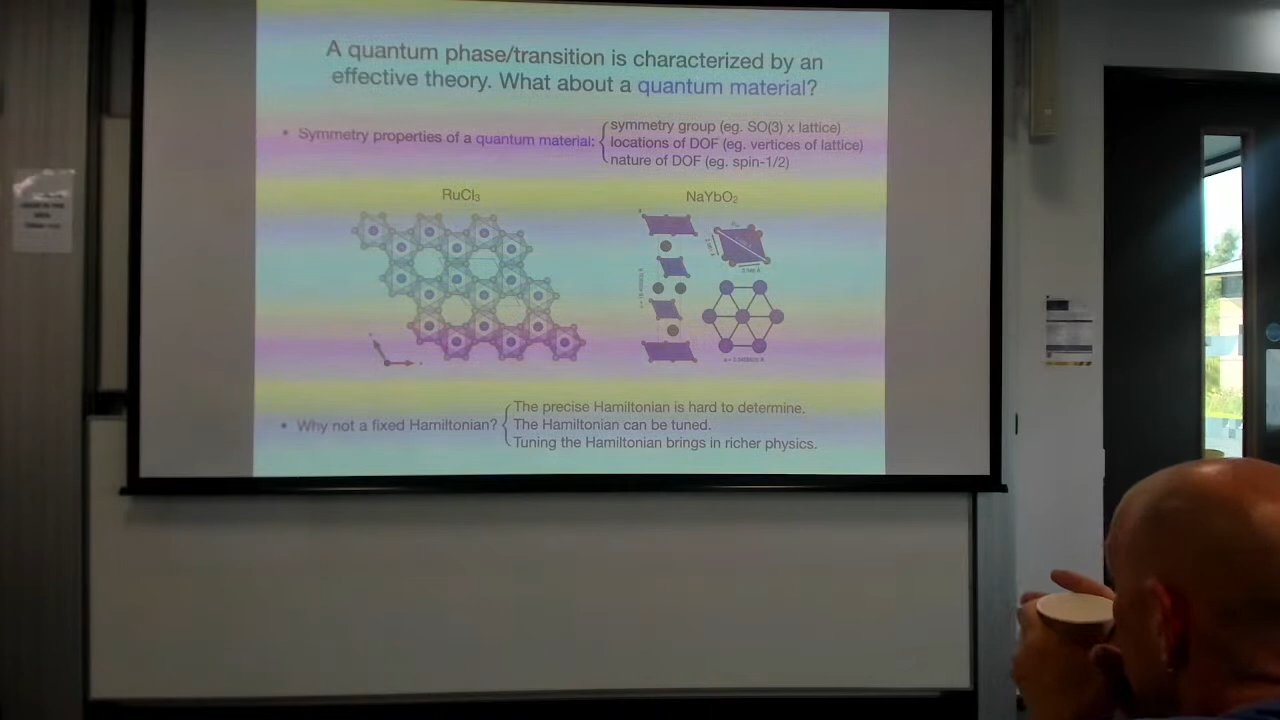 A quantum phase/transition is characterized by an
effective theory. What about a quantum material?
• Symmetry properties of a quantum material:
symmetry group (eg. SO(3) x lattice)
locations of DOF (eg. vertices of lattice)
nature of DOF (eg. spin-1/2)
RuCl₃
NaYbO₂
• Why not a fixed Hamiltonian?
The precise Hamiltonian is hard to determine.
The Hamiltonian can be tuned.
Tuning the Hamiltonian brings in richer physics.